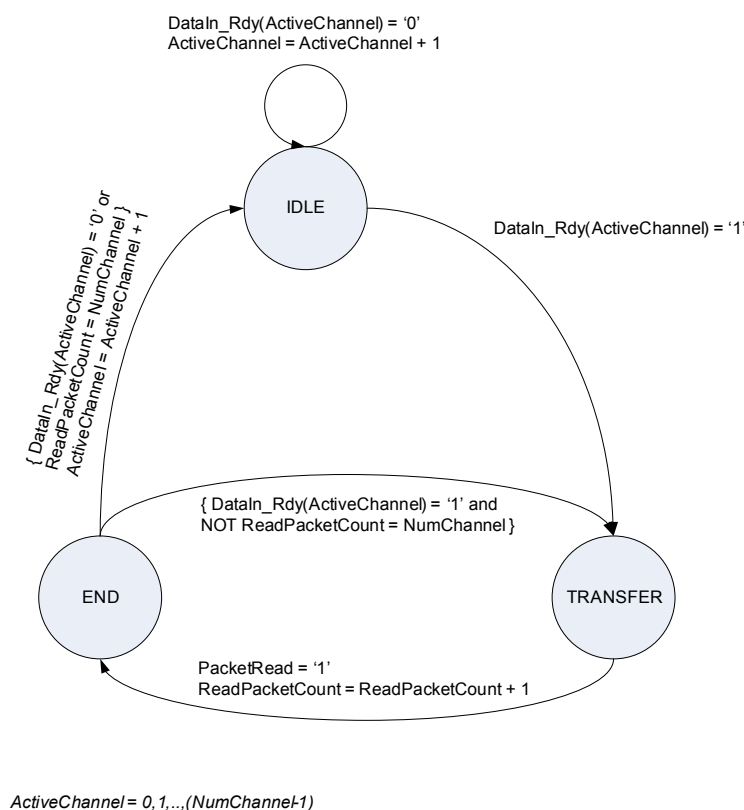 DataIn_Rdy(ActiveChannel) = ‘0’
ActiveChannel = ActiveChannel + 1
IDLE
DataIn_Rdy(ActiveChannel) = ‘1’
{ DataIn_Rdy(ActiveChannel) = ‘0’ or
ReadPacketCount = NumChannel }
ActiveChannel = ActiveChannel + 1
{ DataIn_Rdy(ActiveChannel) = ‘1’ and
NOT ReadPacketCount = NumChannel }
END
TRANSFER
PacketRead = ‘1’
ReadPacketCount = ReadPacketCount + 1
ActiveChannel = 0,1,..,(NumChannel-1)